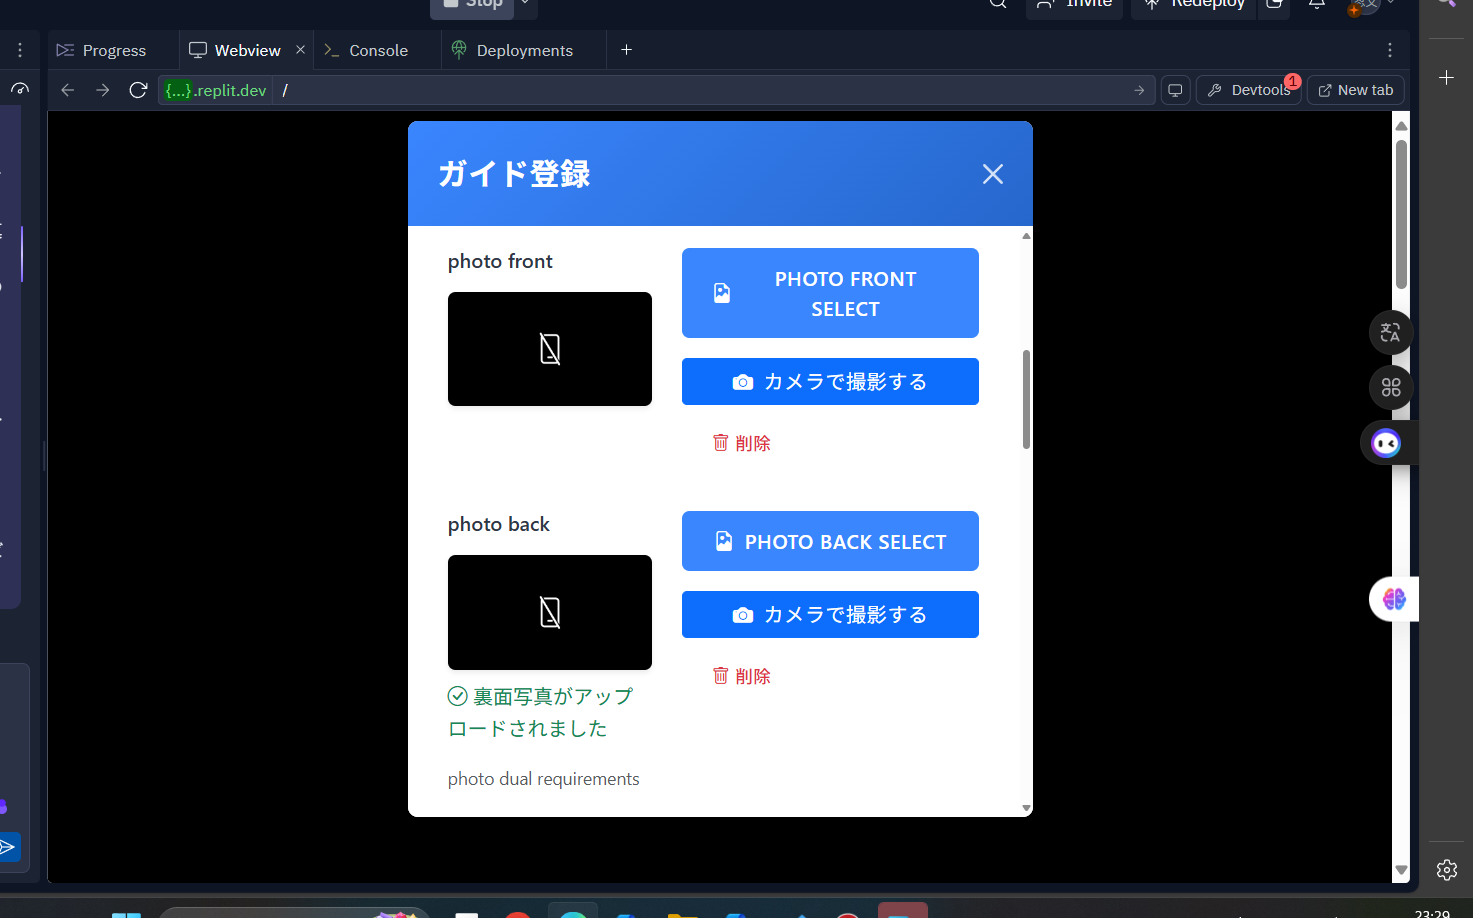 Stop
Invite
Redeploy
Progress
Webview
Console
Deployments
{...}.replit.dev
/
Devtools
1
New tab
ガイド登録
photo front
PHOTO FRONT
SELECT
カメラで撮影する
削除
photo back
PHOTO BACK SELECT
カメラで撮影する
削除
裏面写真がアップ
ロードされました
photo dual requirements
23:29